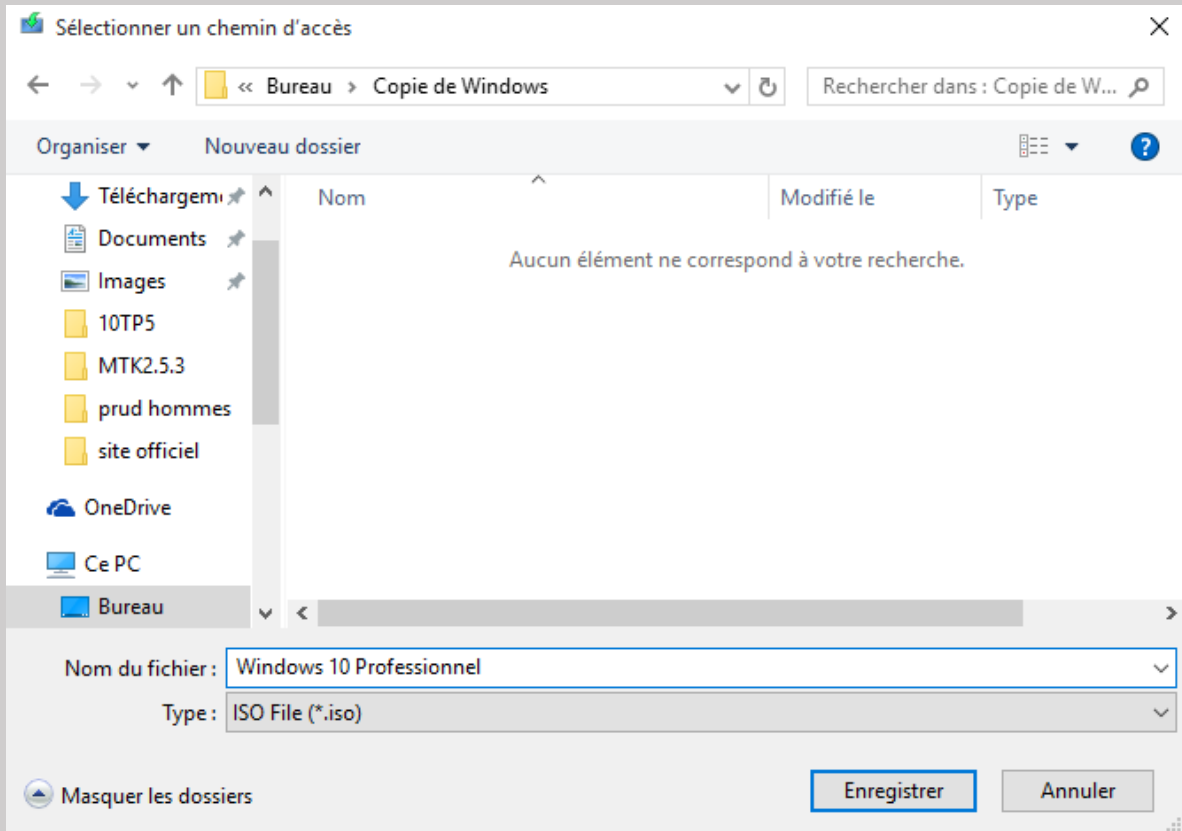 Sélectionner un chemin d'accès
« Bureau > Copie de Windows
Rechercher dans : Copie de W...
Organiser
Nouveau dossier
Téléchargem
Documents
Images
10TP5
MTK2.5.3
prud hommes
site officiel
OneDrive
Ce PC
Bureau
Nom
Modifié le
Type
Aucun élément ne correspond à votre recherche.
Nom du fichier : Windows 10 Professionnel
Type : ISO File (*.iso)
Masquer les dossiers
Enregistrer
Annuler